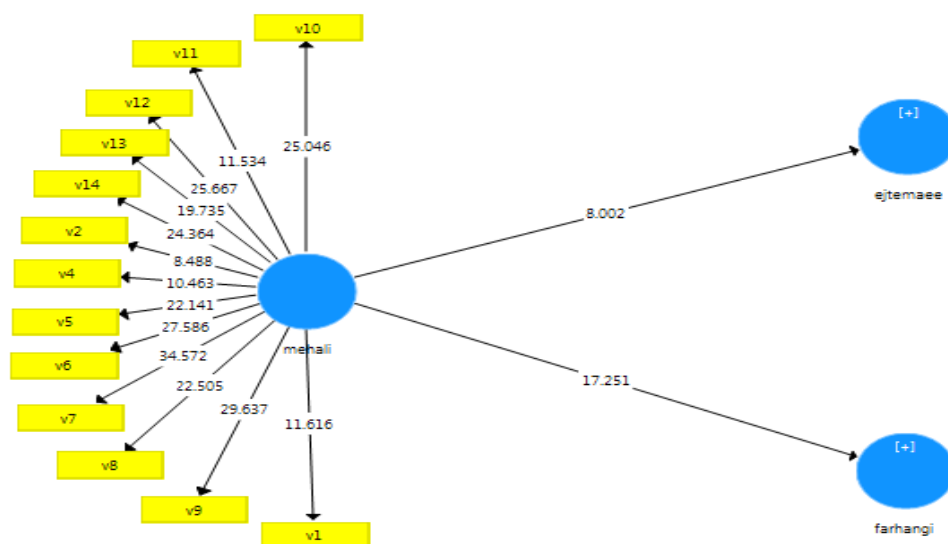 v10
v11
v12
v13
v14
v2
v4
v5
v6
v7
v8
v9
v1
25.046
11.534
25.667
19.735
24.364
8.488
10.463
22.141
27.586
34.572
22.505
29.637
11.616
mehali
8.002
17.251
[+]
ejtemaee
[+]
farhangi